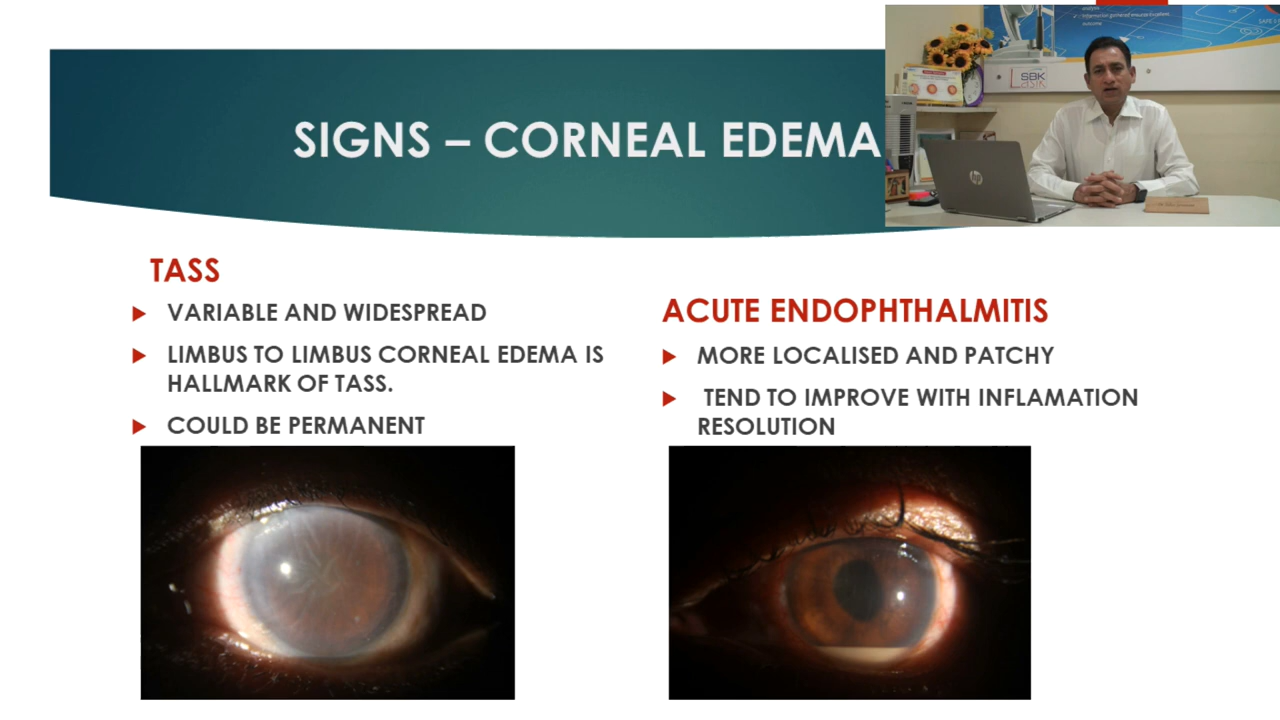 SIGNS – CORNEAL EDEMA
SBK
Lasik
hp
TASS
VARIABLE AND WIDESPREAD
LIMBUS TO LIMBUS CORNEAL EDEMA IS
HALLMARK OF TASS.
COULD BE PERMANENT
ACUTE ENDOPHTHALMITIS
MORE LOCALISED AND PATCHY
TEND TO IMPROVE WITH INFLAMATION
RESOLUTION